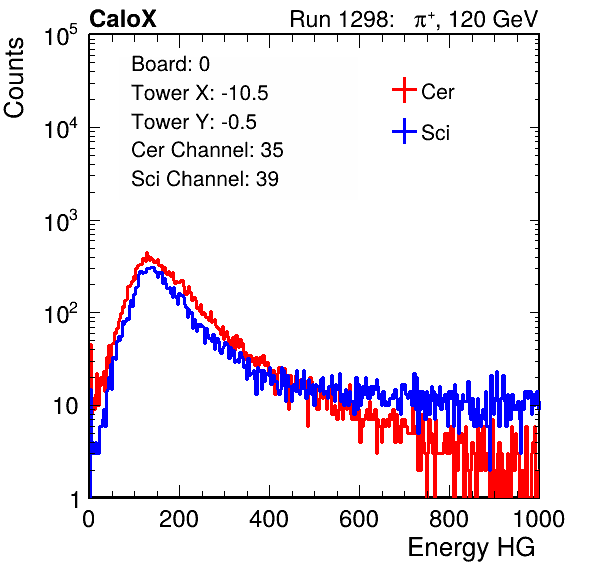 CaloX Run 1298: π⁺, 120 GeV
Counts
10⁵
10⁴
10³
10²
10
1
Board: 0
Tower X: -10.5
Tower Y: -0.5
Cer Channel: 35
Sci Channel: 39
Cer
Sci
0 200 400 600 800 1000
Energy HG